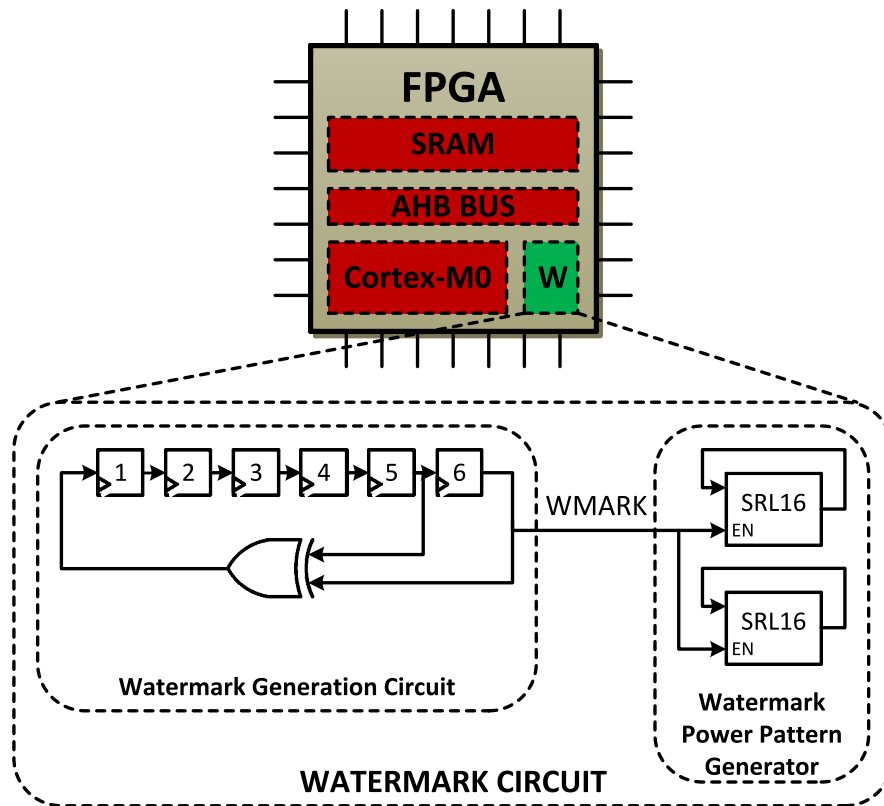 FPGA
SRAM
AHB BUS
Cortex-M0 W
1 2 3 4 5 6
WMARK
SRL16
EN
SRL16
EN
Watermark Generation Circuit
Watermark
Power Pattern
Generator
WATERMARK CIRCUIT